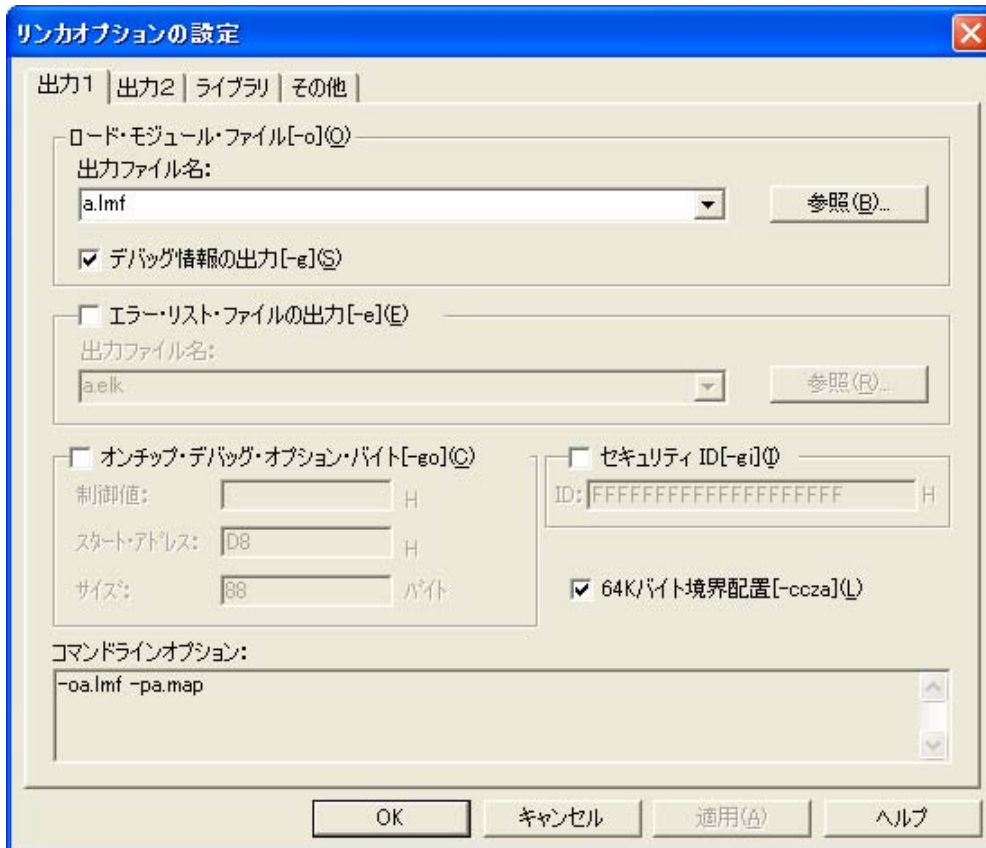 リンカオプションの設定
出力1 出力2 ライブラリ その他
ロード・モジュール・ファイル[-o](O)
出力ファイル名:
a.lmf 参照(B)...
デバッグ情報の出力[-g](S)
エラー・リスト・ファイルの出力[-e](E)
出力ファイル名:
a.elk 参照(R)...
オンチップ・デバッグ・オプション・バイト[-go](C)
制御値: H
スタート・アドレス: D8 H
サイズ: 88 バイト
セキュリティ ID[-gi](I)
ID: FFFFFFFFFFFFFFFFFFFF H
64Kバイト境界配置[-ccza](L)
コマンドラインオプション:
-oa.lmf -pa.map
OK キャンセル 適用(A) ヘルプ